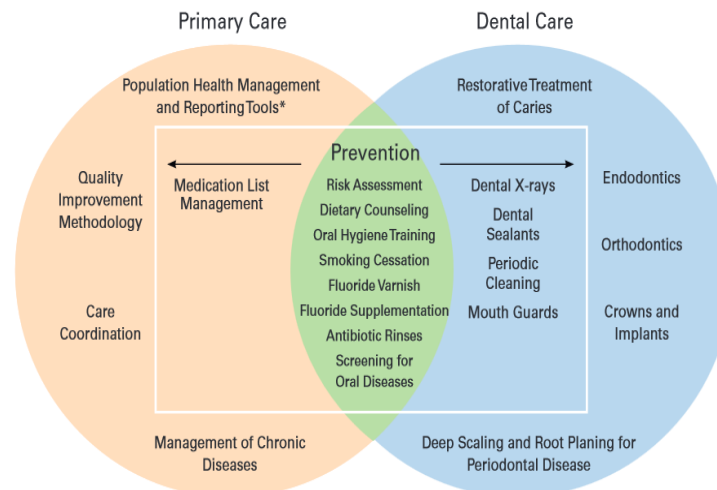 Primary Care
Dental Care
Population Health Management
and Reporting Tools*
Restorative Treatment
of Caries
Prevention
Quality
Improvement
Methodology
Medication List
Management
Risk Assessment
Dietary Counseling
Oral Hygiene Training
Smoking Cessation
Fluoride Varnish
Fluoride Supplementation
Antibiotic Rinses
Screening for
Oral Diseases
Dental X-rays
Dental
Sealants
Periodic
Cleaning
Mouth Guards
Endodontics
Orthodontics
Crowns and
Implants
Care
Coordination
Management of Chronic
Diseases
Deep Scaling and Root Planing for
Periodontal Disease